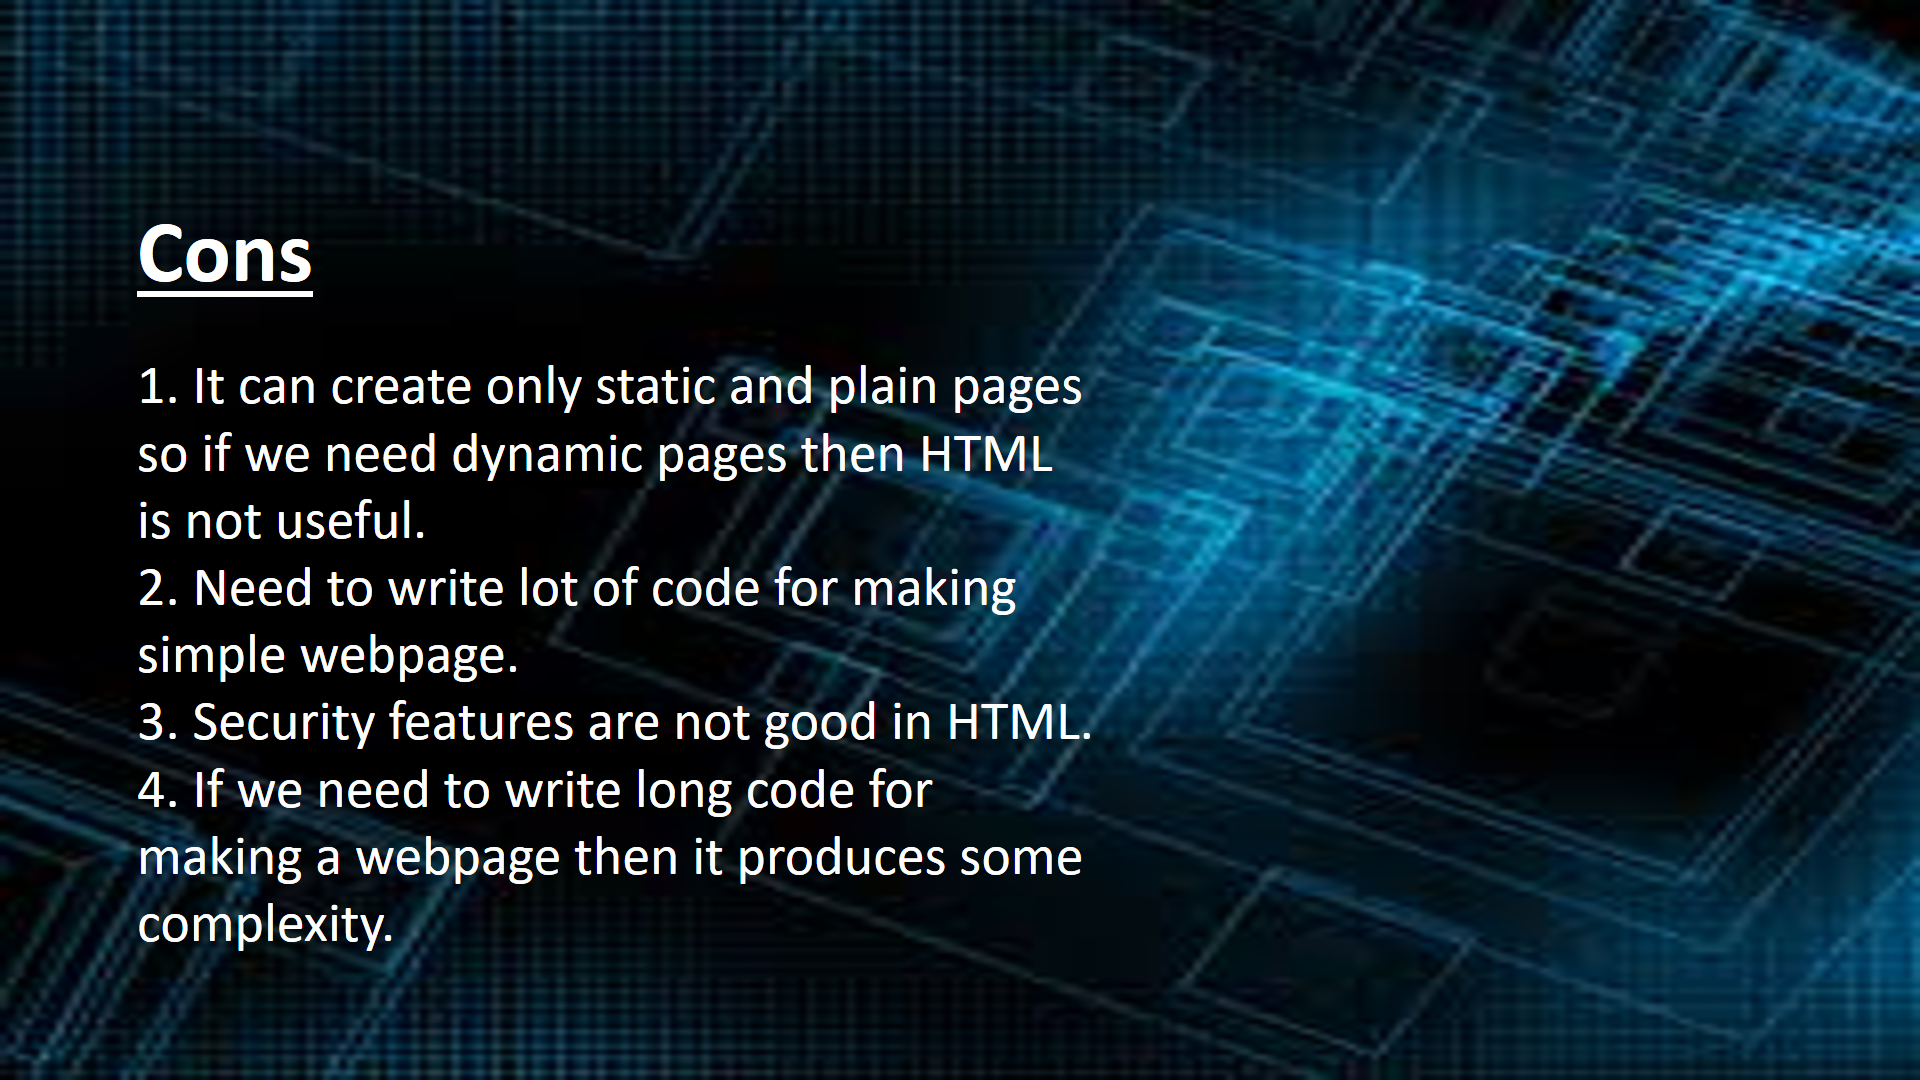 Cons
1. It can create only static and plain pages
so if we need dynamic pages then HTML
is not useful.
2. Need to write lot of code for making
simple webpage.
3. Security features are not good in HTML.
4. If we need to write long code for
making a webpage then it produces some
complexity.